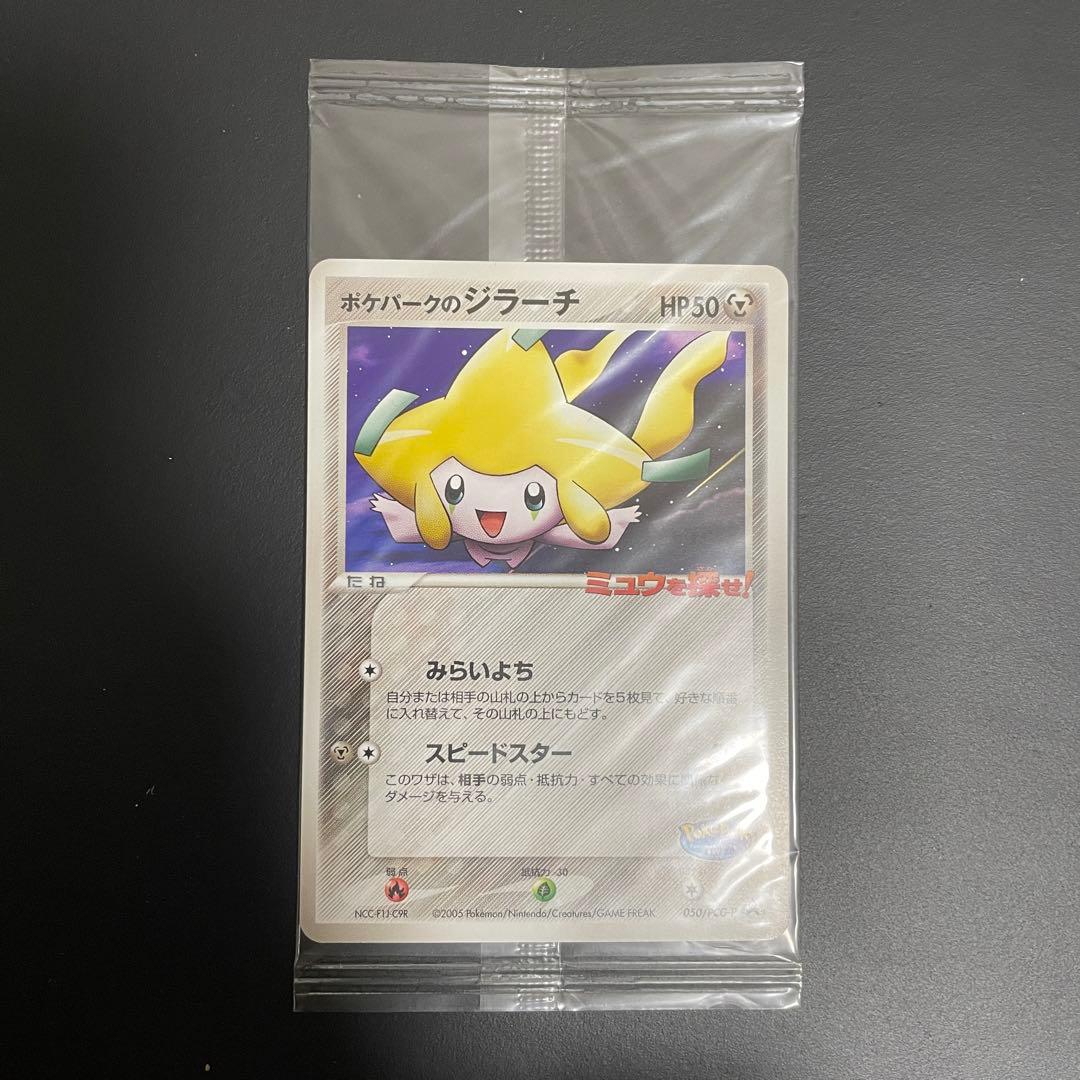 ポケパークのジラーチ HP50
たね
ミュウを探せ!
みらいよち
自分または相手の山札の上からカードを5枚見て、好きな順番
に入れ替えて、その山札の上にもどす。
スピードスター
このワザは、相手の弱点・抵抗力・すべての効果に関係なく
ダメージを与える。
PokéPark
弱点 抵抗力 -30
NCC-F1J-C9R ©2005 Pokémon/Nintendo/Creatures/GAME FREAK 050/PCG-P